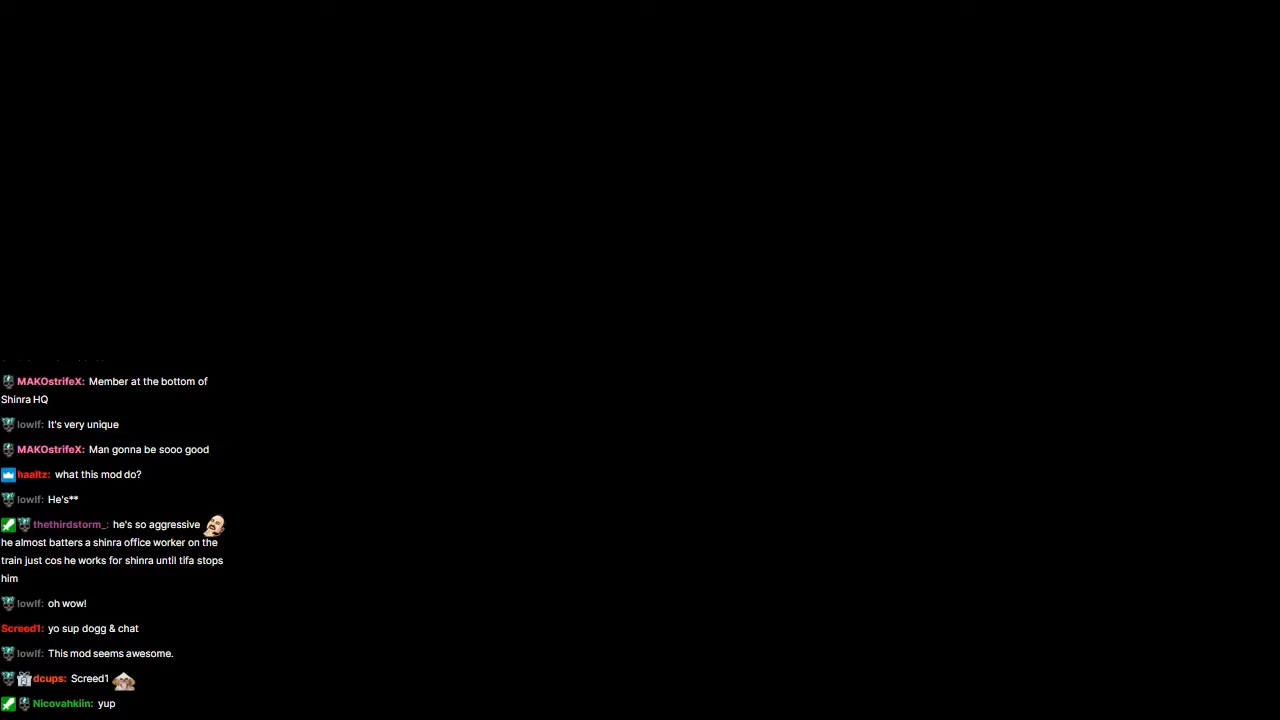 MAKOstrifeX: Member at the bottom of
Shinra HQ
lowlf: It's very unique
MAKOstrifeX: Man gonna be sooo good
haaltz: what this mod do?
lowlf: He's**
thethirdstorm_: he's so aggressive
he almost batters a shinra office worker on the
train just cos he works for shinra until tifa stops
him
lowlf: oh wow!
Screed1: yo sup dogg & chat
lowlf: This mod seems awesome.
dcups: Screed1
Nicovahkiin: yup